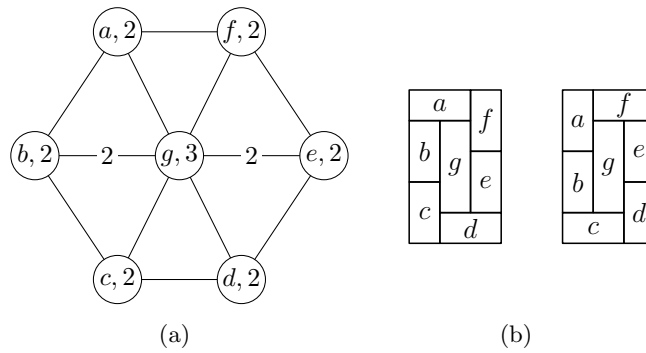 a, 2 f, 2
b, 2 2 g, 3 2 e, 2
c, 2 d, 2
(a)
a f
b g e
c d
a f
b g e
c d
(b)